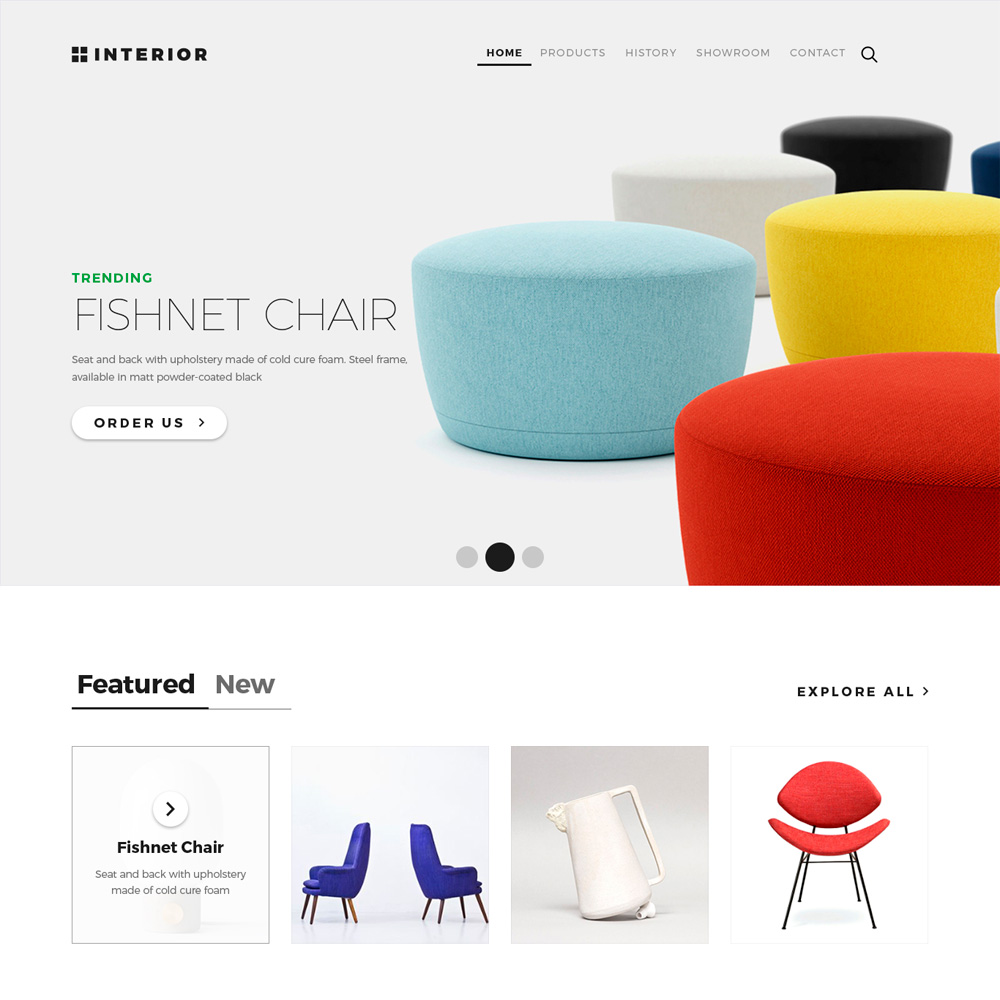 INTERIOR
HOME PRODUCTS HISTORY SHOWROOM CONTACT
TRENDING
FISHNET CHAIR
Seat and back with upholstery made of cold cure foam. Steel frame,
available in matt powder-coated black
ORDER US
Featured New
EXPLORE ALL
Fishnet Chair
Seat and back with upholstery
made of cold cure foam